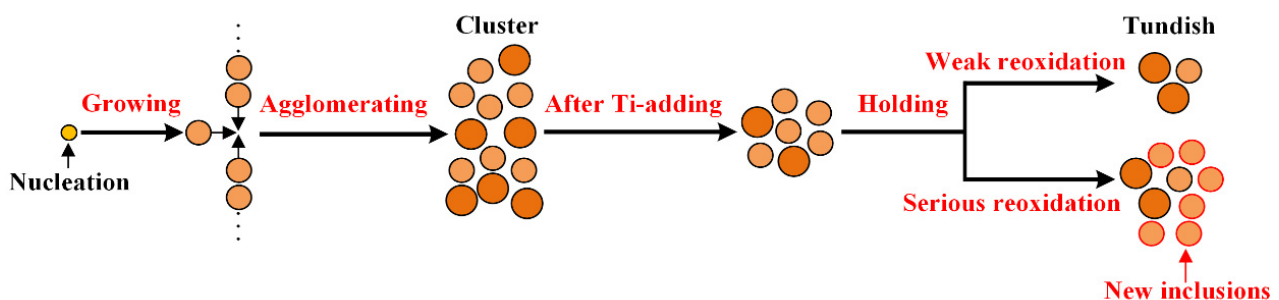 Cluster
Tundish
Weak reoxidation
Growing
Agglomerating
After Ti-adding
Holding
Nucleation
Serious reoxidation
New inclusions